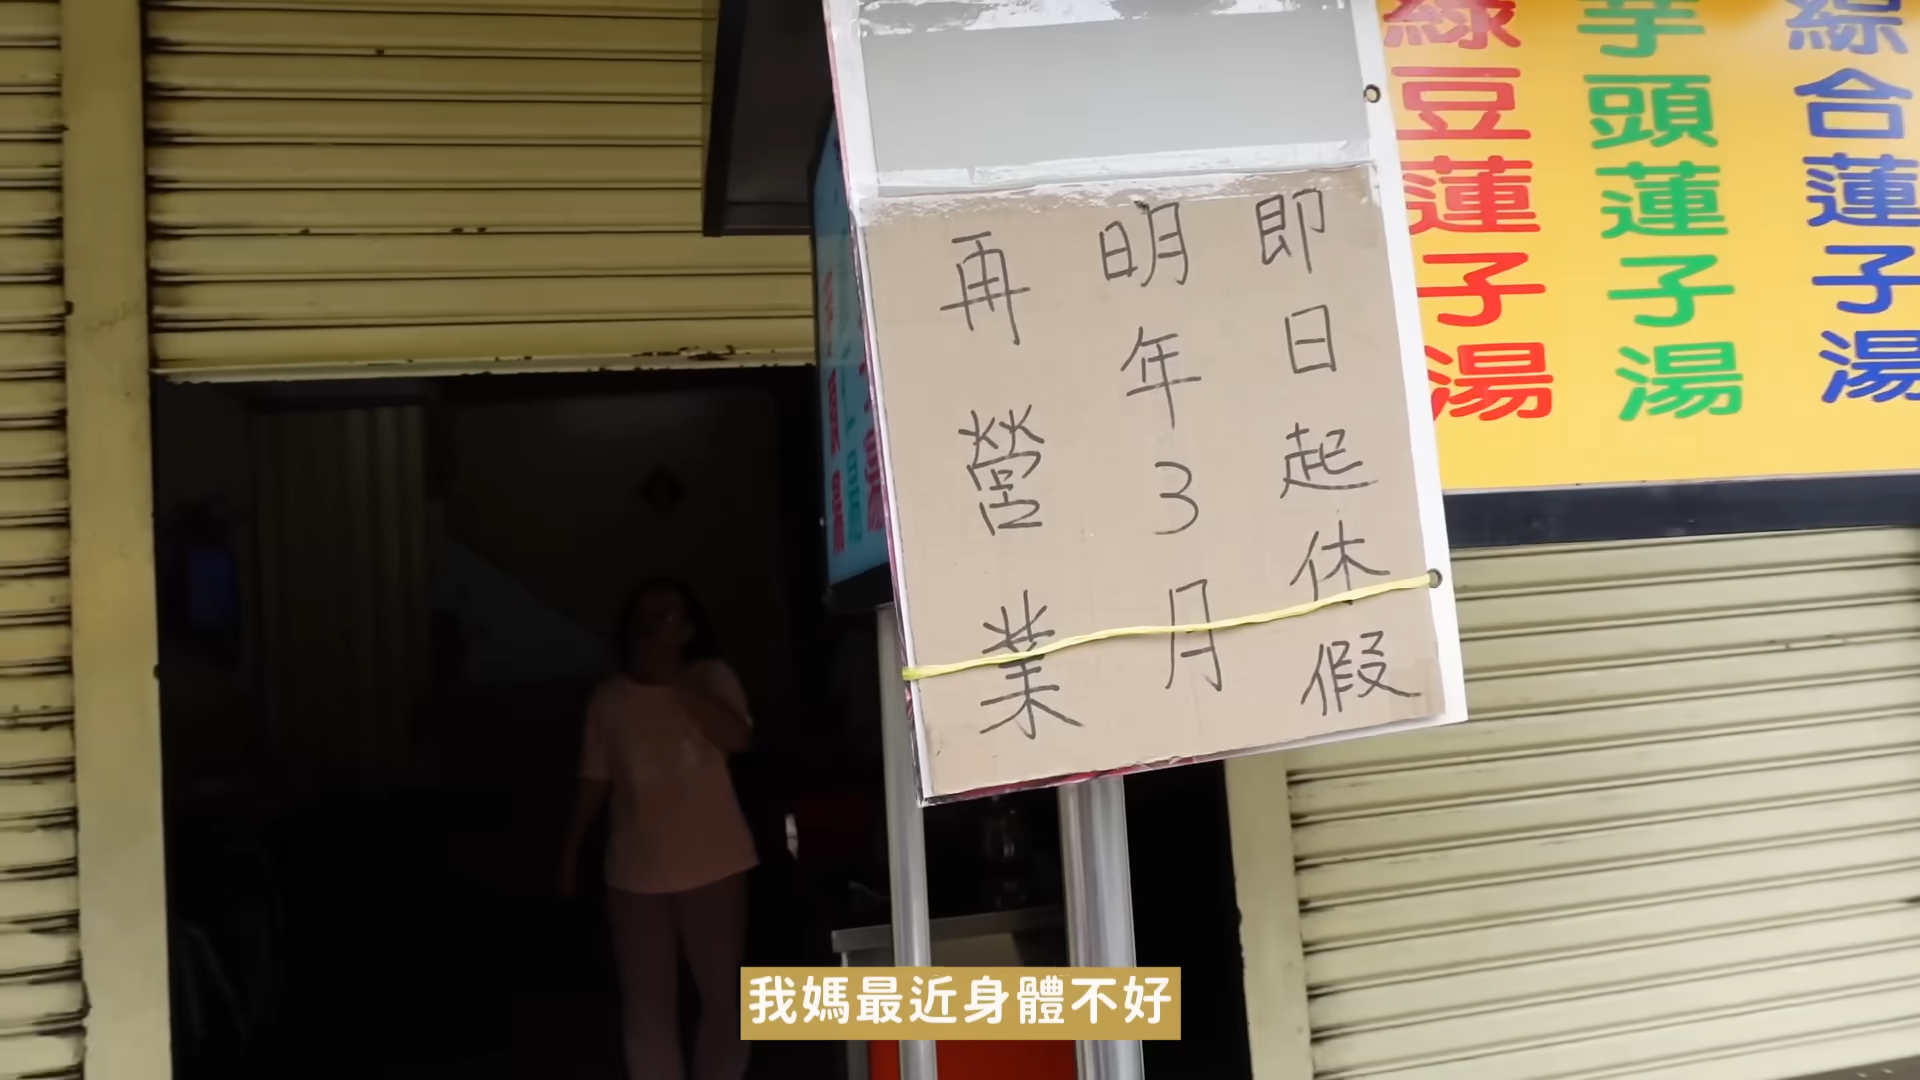 即日起休假
明年3月
再營業
綠豆蓮子湯
芋頭蓮子湯
綜合蓮子湯
我媽最近身體不好